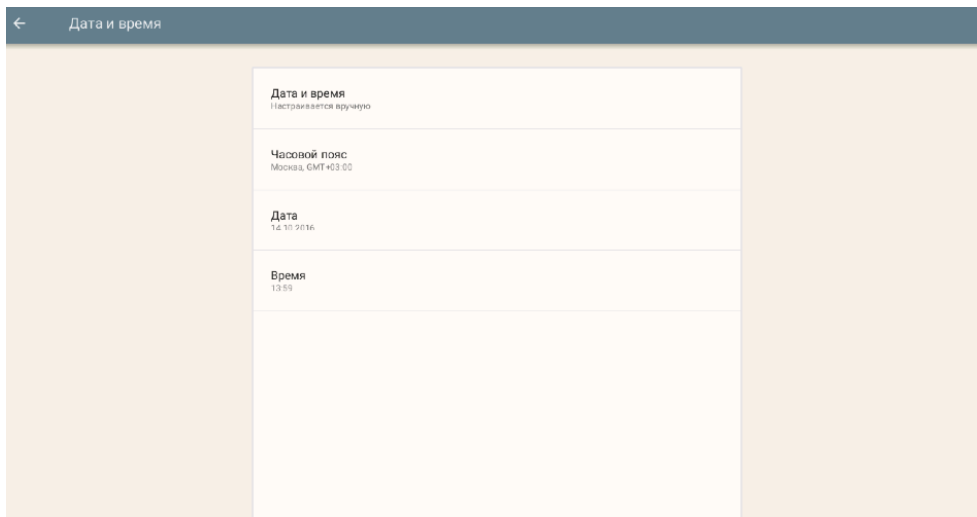 Дата и время
Дата и время
Настраивается вручную
Часовой пояс
Москва, GMT+03:00
Дата
14.10.2016
Время
13:59